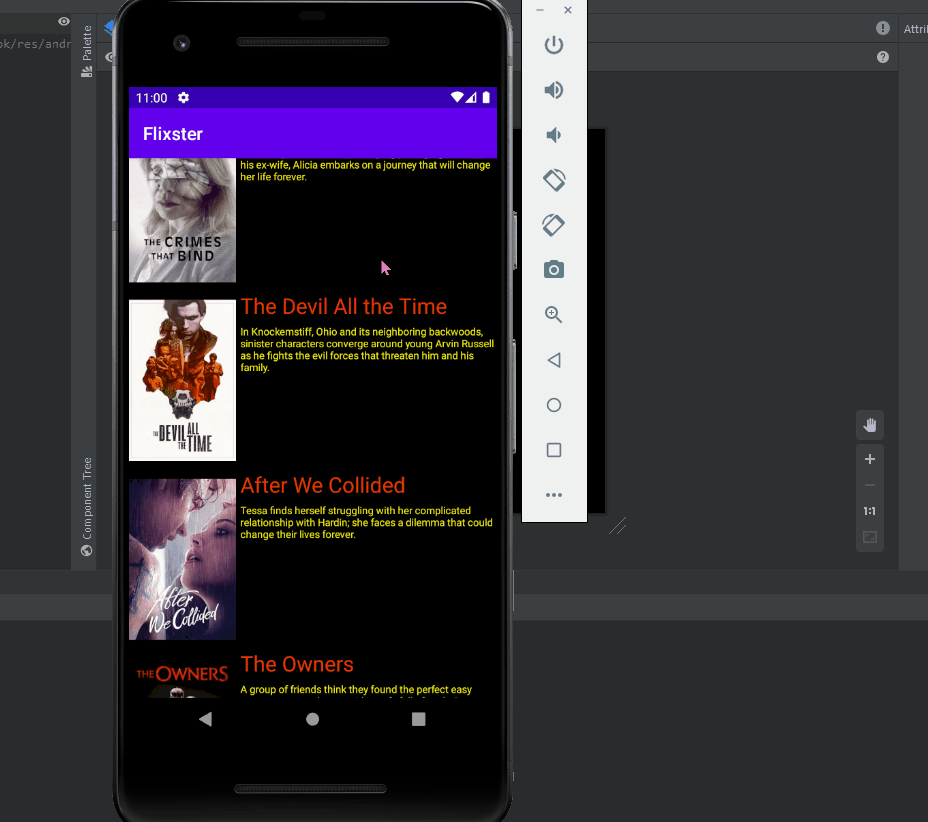 ok/res/andr
Palette
Attri
11:00
Flixster
his ex-wife, Alicia embarks on a journey that will change
her life forever.
THE CRIMES
THAT BIND
The Devil All the Time
In Knockemstiff, Ohio and its neighboring backwoods,
sinister characters converge around young Arvin Russell
as he fights the evil forces that threaten him and his
family.
THE DEVIL ALL
THE TIME
After We Collided
Tessa finds herself struggling with her complicated
relationship with Hardin; she faces a dilemma that could
change their lives forever.
After
We Collided
Component Tree
1:1
The Owners
THE OWNERS
A group of friends think they found the perfect easy